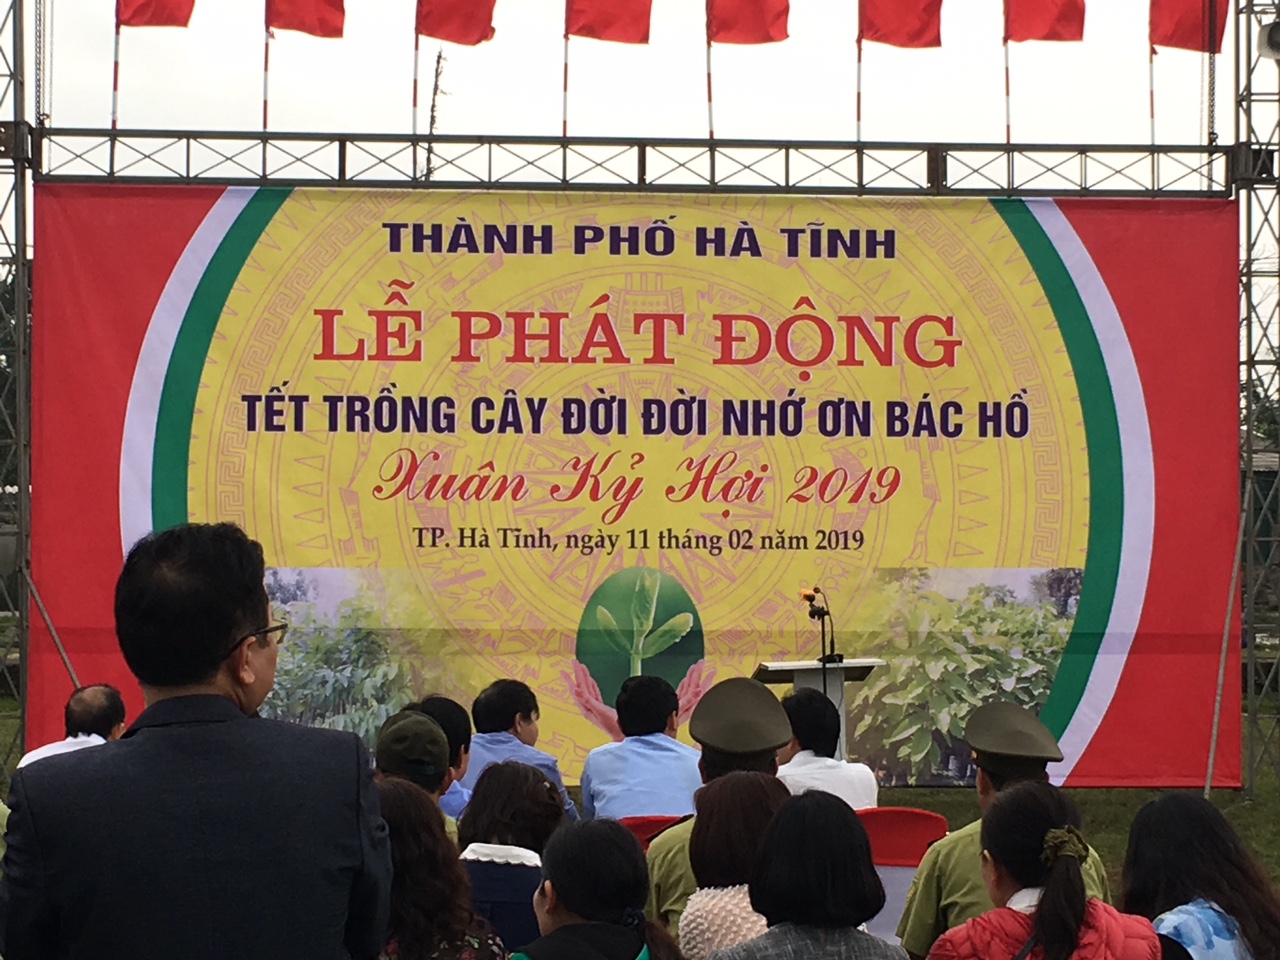 THÀNH PHỐ HÀ TĨNH
LỄ PHÁT ĐỘNG
TẾT TRỒNG CÂY ĐỜI ĐỜI NHỚ ƠN BÁC HỒ
Xuân Kỷ Hợi 2019
TP. Hà Tĩnh, ngày 11 tháng 02 năm 2019